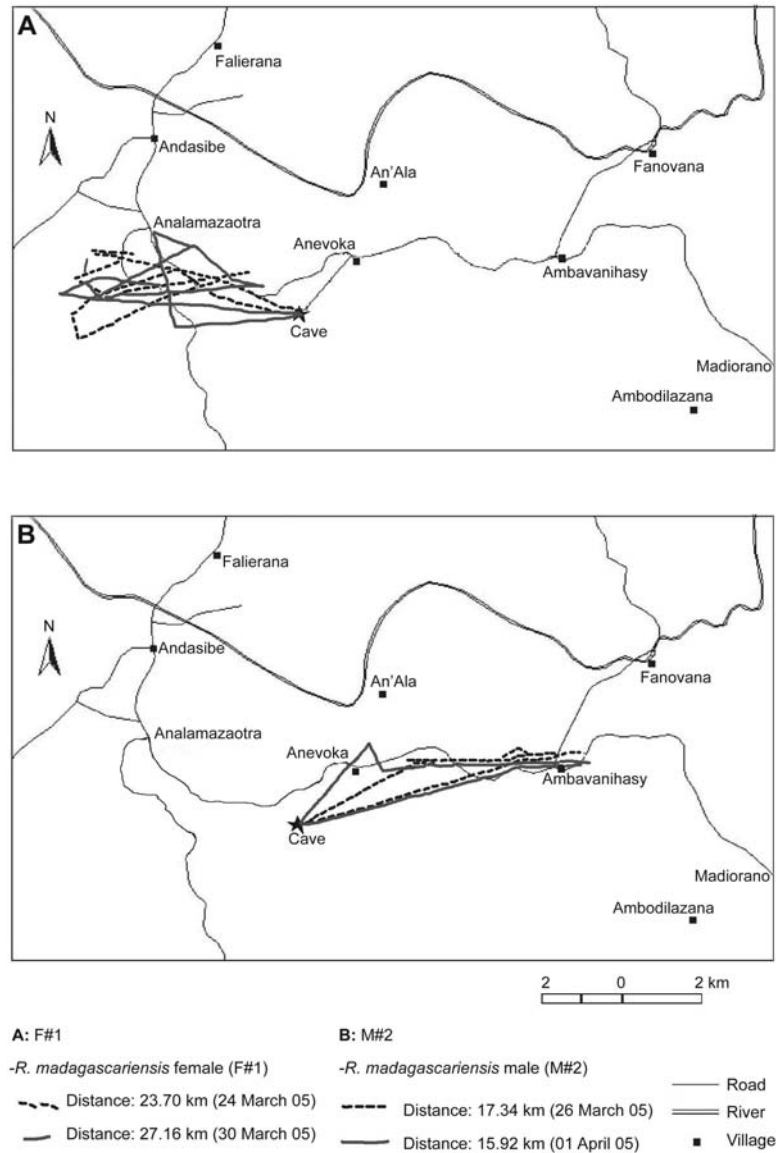 A
Falierana
N
Andasibe
An'Ala
Fanovana
Analamazaotra
Anevoka
Ambavanihasy
Cave
Madiorano
Ambodilazana
B
Falierana
N
Andasibe
An'Ala
Fanovana
Analamazaotra
Anevoka
Ambavanihasy
Cave
Madiorano
Ambodilazana
2 0 2 km
A: F#1
-R. madagascariensis female (F#1)
Distance: 23.70 km (24 March 05)
Distance: 27.16 km (30 March 05)
B: M#2
-R. madagascariensis male (M#2)
Distance: 17.34 km (26 March 05)
Distance: 15.92 km (01 April 05)
Road
River
Village